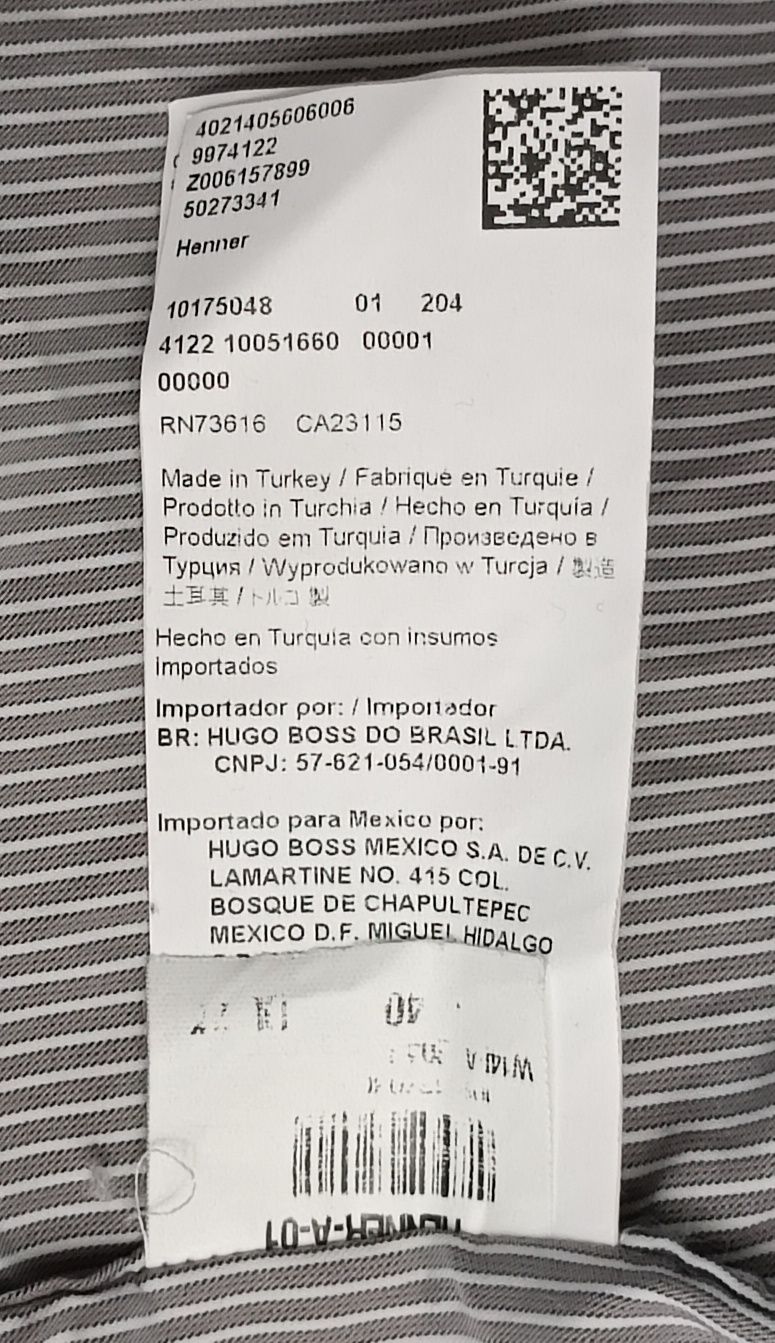 4021405606006
9974122
Z006157899
50273341
Henner
10175048 01 204
4122 10051660 00001
00000
RN73616 CA23115
Made in Turkey / Fabriqué en Turquie /
Prodotto in Turchia / Hecho en Turquía /
Produzido em Turquia / Произведено в
Турция / Wyprodukowano w Turcja / 製造
土耳其 / トルコ 製
Hecho en Turquía con insumos
importados
Importador por: / Importador
BR: HUGO BOSS DO BRASIL LTDA.
CNPJ: 57-621-054/0001-91
Importado para Mexico por:
HUGO BOSS MEXICO S.A. DE C.V.
LAMARTINE NO. 415 COL.
BOSQUE DE CHAPULTEPEC
MEXICO D.F. MIGUEL HIDALGO
40
HENNER-A-01